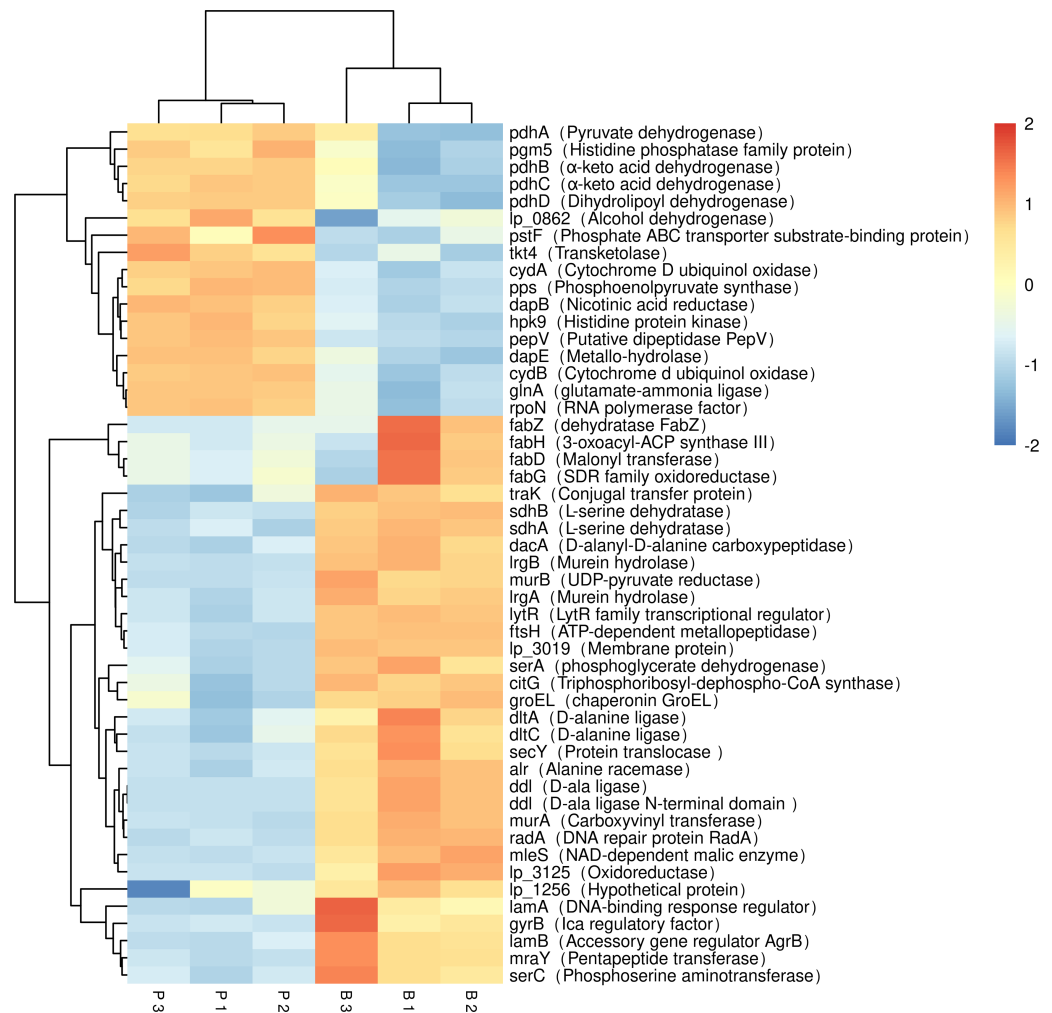 pdhA (Pyruvate dehydrogenase)
pgm5 (Histidine phosphatase family protein)
pdhB (α-keto acid dehydrogenase)
pdhC (α-keto acid dehydrogenase)
pdhD (Dihydrolipoyl dehydrogenase)
lp_0862 (Alcohol dehydrogenase)
pstF (Phosphate ABC transporter substrate-binding protein)
tkt4 (Transketolase)
cydA (Cytochrome D ubiquinol oxidase)
pps (Phosphoenolpyruvate synthase)
dapB (Nicotinic acid reductase)
hpk9 (Histidine protein kinase)
pepV (Putative dipeptidase PepV)
dapE (Metallo-hydrolase)
cydB (Cytochrome d ubiquinol oxidase)
glnA (glutamate-ammonia ligase)
rpoN (RNA polymerase factor)
fabZ (dehydratase FabZ)
fabH (3-oxoacyl-ACP synthase III)
fabD (Malonyl transferase)
fabG (SDR family oxidoreductase)
traK (Conjugal transfer protein)
sdhB (L-serine dehydratase)
sdhA (L-serine dehydratase)
dacA (D-alanyl-D-alanine carboxypeptidase)
lrgB (Murein hydrolase)
murB (UDP-pyruvate reductase)
lrgA (Murein hydrolase)
lytR (LytR family transcriptional regulator)
ftsH (ATP-dependent metallopeptidase)
lp_3019 (Membrane protein)
serA (phosphoglycerate dehydrogenase)
citG (Triphosphoribosyl-dephospho-CoA synthase)
groEL (chaperonin GroEL)
dltA (D-alanine ligase)
dltC (D-alanine ligase)
secY (Protein translocase )
alr (Alanine racemase)
ddl (D-ala ligase)
ddl (D-ala ligase N-terminal domain )
murA (Carboxyvinyl transferase)
radA (DNA repair protein RadA)
mleS (NAD-dependent malic enzyme)
lp_3125 (Oxidoreductase)
lp_1256 (Hypothetical protein)
lamA (DNA-binding response regulator)
gyrB (Ica regulatory factor)
lamB (Accessory gene regulator AgrB)
mraY (Pentapeptide transferase)
serC (Phosphoserine aminotransferase)
2
1
0
-1
-2
P 3
P 1
P 2
B 3
B 1
B 2